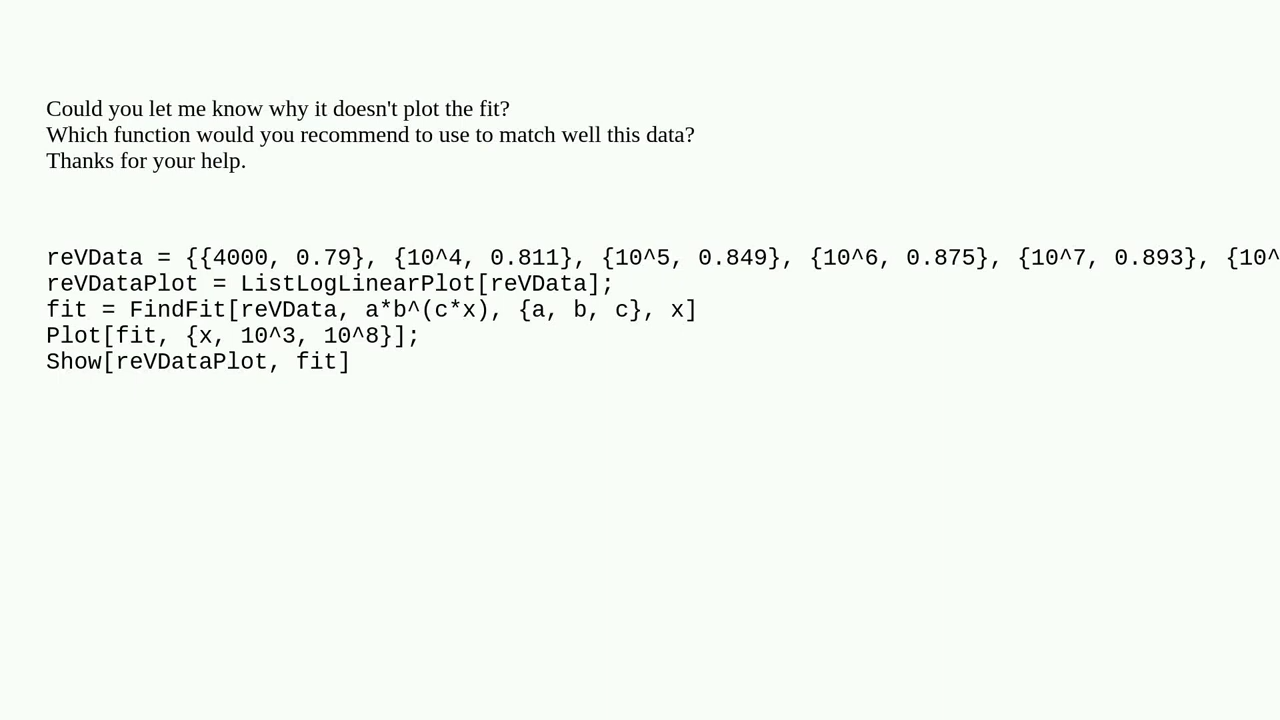 Could you let me know why it doesn't plot the fit?
Which function would you recommend to use to match well this data?
Thanks for your help.
reVData = {{4000, 0.79}, {10^4, 0.811}, {10^5, 0.849}, {10^6, 0.875}, {10^7, 0.893}, {10^
reVDataPlot = ListLogLinearPlot[reVData];
fit = FindFit[reVData, a*b^(c*x), {a, b, c}, x]
Plot[fit, {x, 10^3, 10^8}];
Show[reVDataPlot, fit]